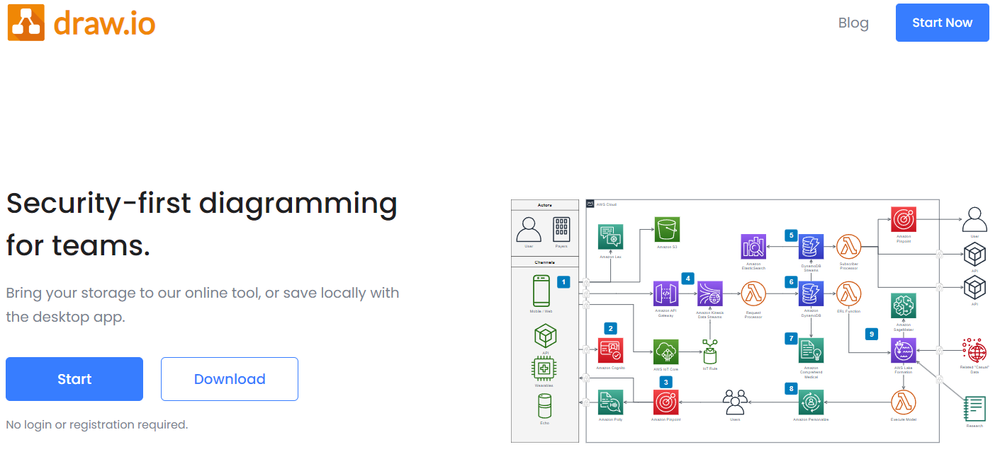 draw.io
Blog
Start Now
Security-first diagramming
for teams.
Bring your storage to our online tool, or save locally with
the desktop app.
Start
Download
No login or registration required.
Actors
User
Payers
Channels
1
Mobile / Web
API
Wearables
Echo
AWS Cloud
Amazon Lex
Amazon S3
4
Amazon API
Gateway
Amazon Kinesis
Data Streams
Request
Processor
Amazon
ElasticSearch
5
DynamoDB
Streams
Subscriber
Processor
6
Amazon
DynamoDB
ERL Function
Amazon
Pinpoint
User
API
API
2
Amazon Cognito
AWS IoT Core
IoT Rule
7
Amazon
Comprehend
Medical
9
Amazon
SageMaker
AWS Lake
Formation
Related "Casual"
Data
3
Amazon Polly
Amazon Pinpoint
Users
8
Amazon Personalize
Execute Model
Research